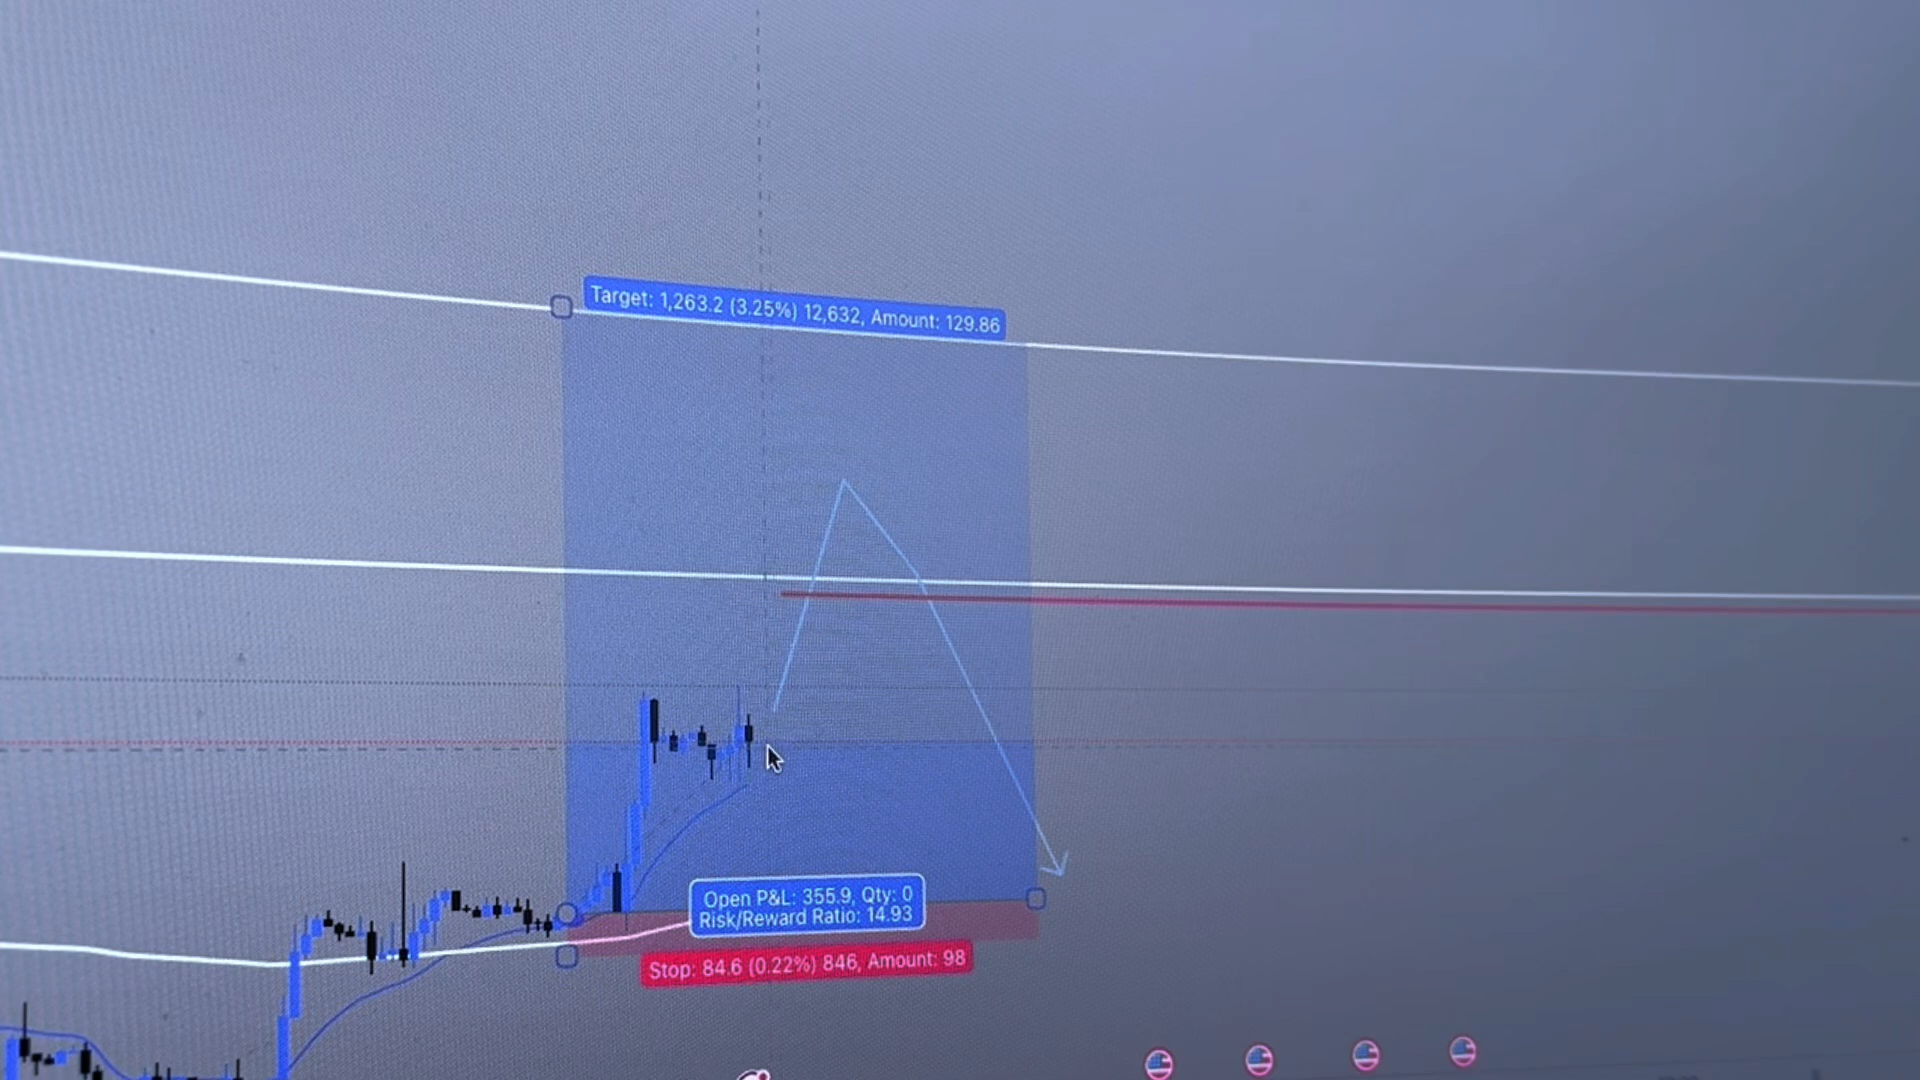 Target: 1,263.2 (3.25%) 12,632, Amount: 129.86
Open P&L: 355.9, Qty: 0
Risk/Reward Ratio: 14.93
Stop: 84.6 (0.22%) 846, Amount: 98